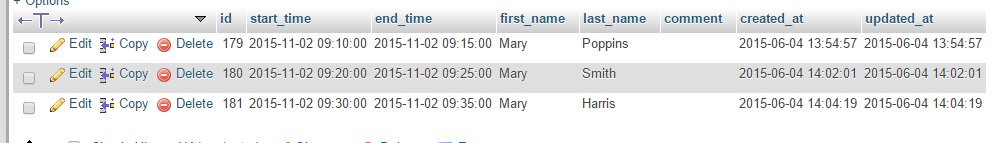 + Options
←T→ id start_time end_time first_name last_name comment created_at updated_at
Edit Copy Delete 179 2015-11-02 09:10:00 2015-11-02 09:15:00 Mary Poppins 2015-06-04 13:54:57 2015-06-04 13:54:57
Edit Copy Delete 180 2015-11-02 09:20:00 2015-11-02 09:25:00 Mary Smith 2015-06-04 14:02:01 2015-06-04 14:02:01
Edit Copy Delete 181 2015-11-02 09:30:00 2015-11-02 09:35:00 Mary Harris 2015-06-04 14:04:19 2015-06-04 14:04:19